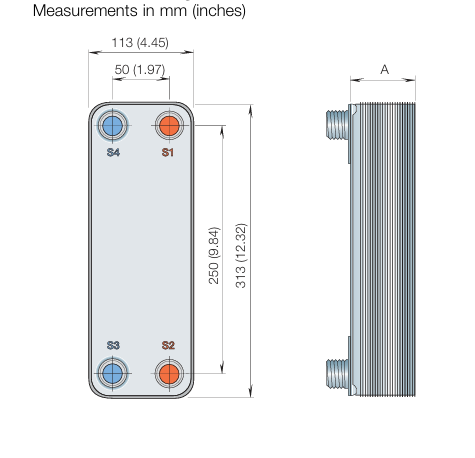 Measurements in mm (inches)
113 (4.45)
50 (1.97)
A
S4
S1
250 (9.84)
313 (12.32)
S3
S2